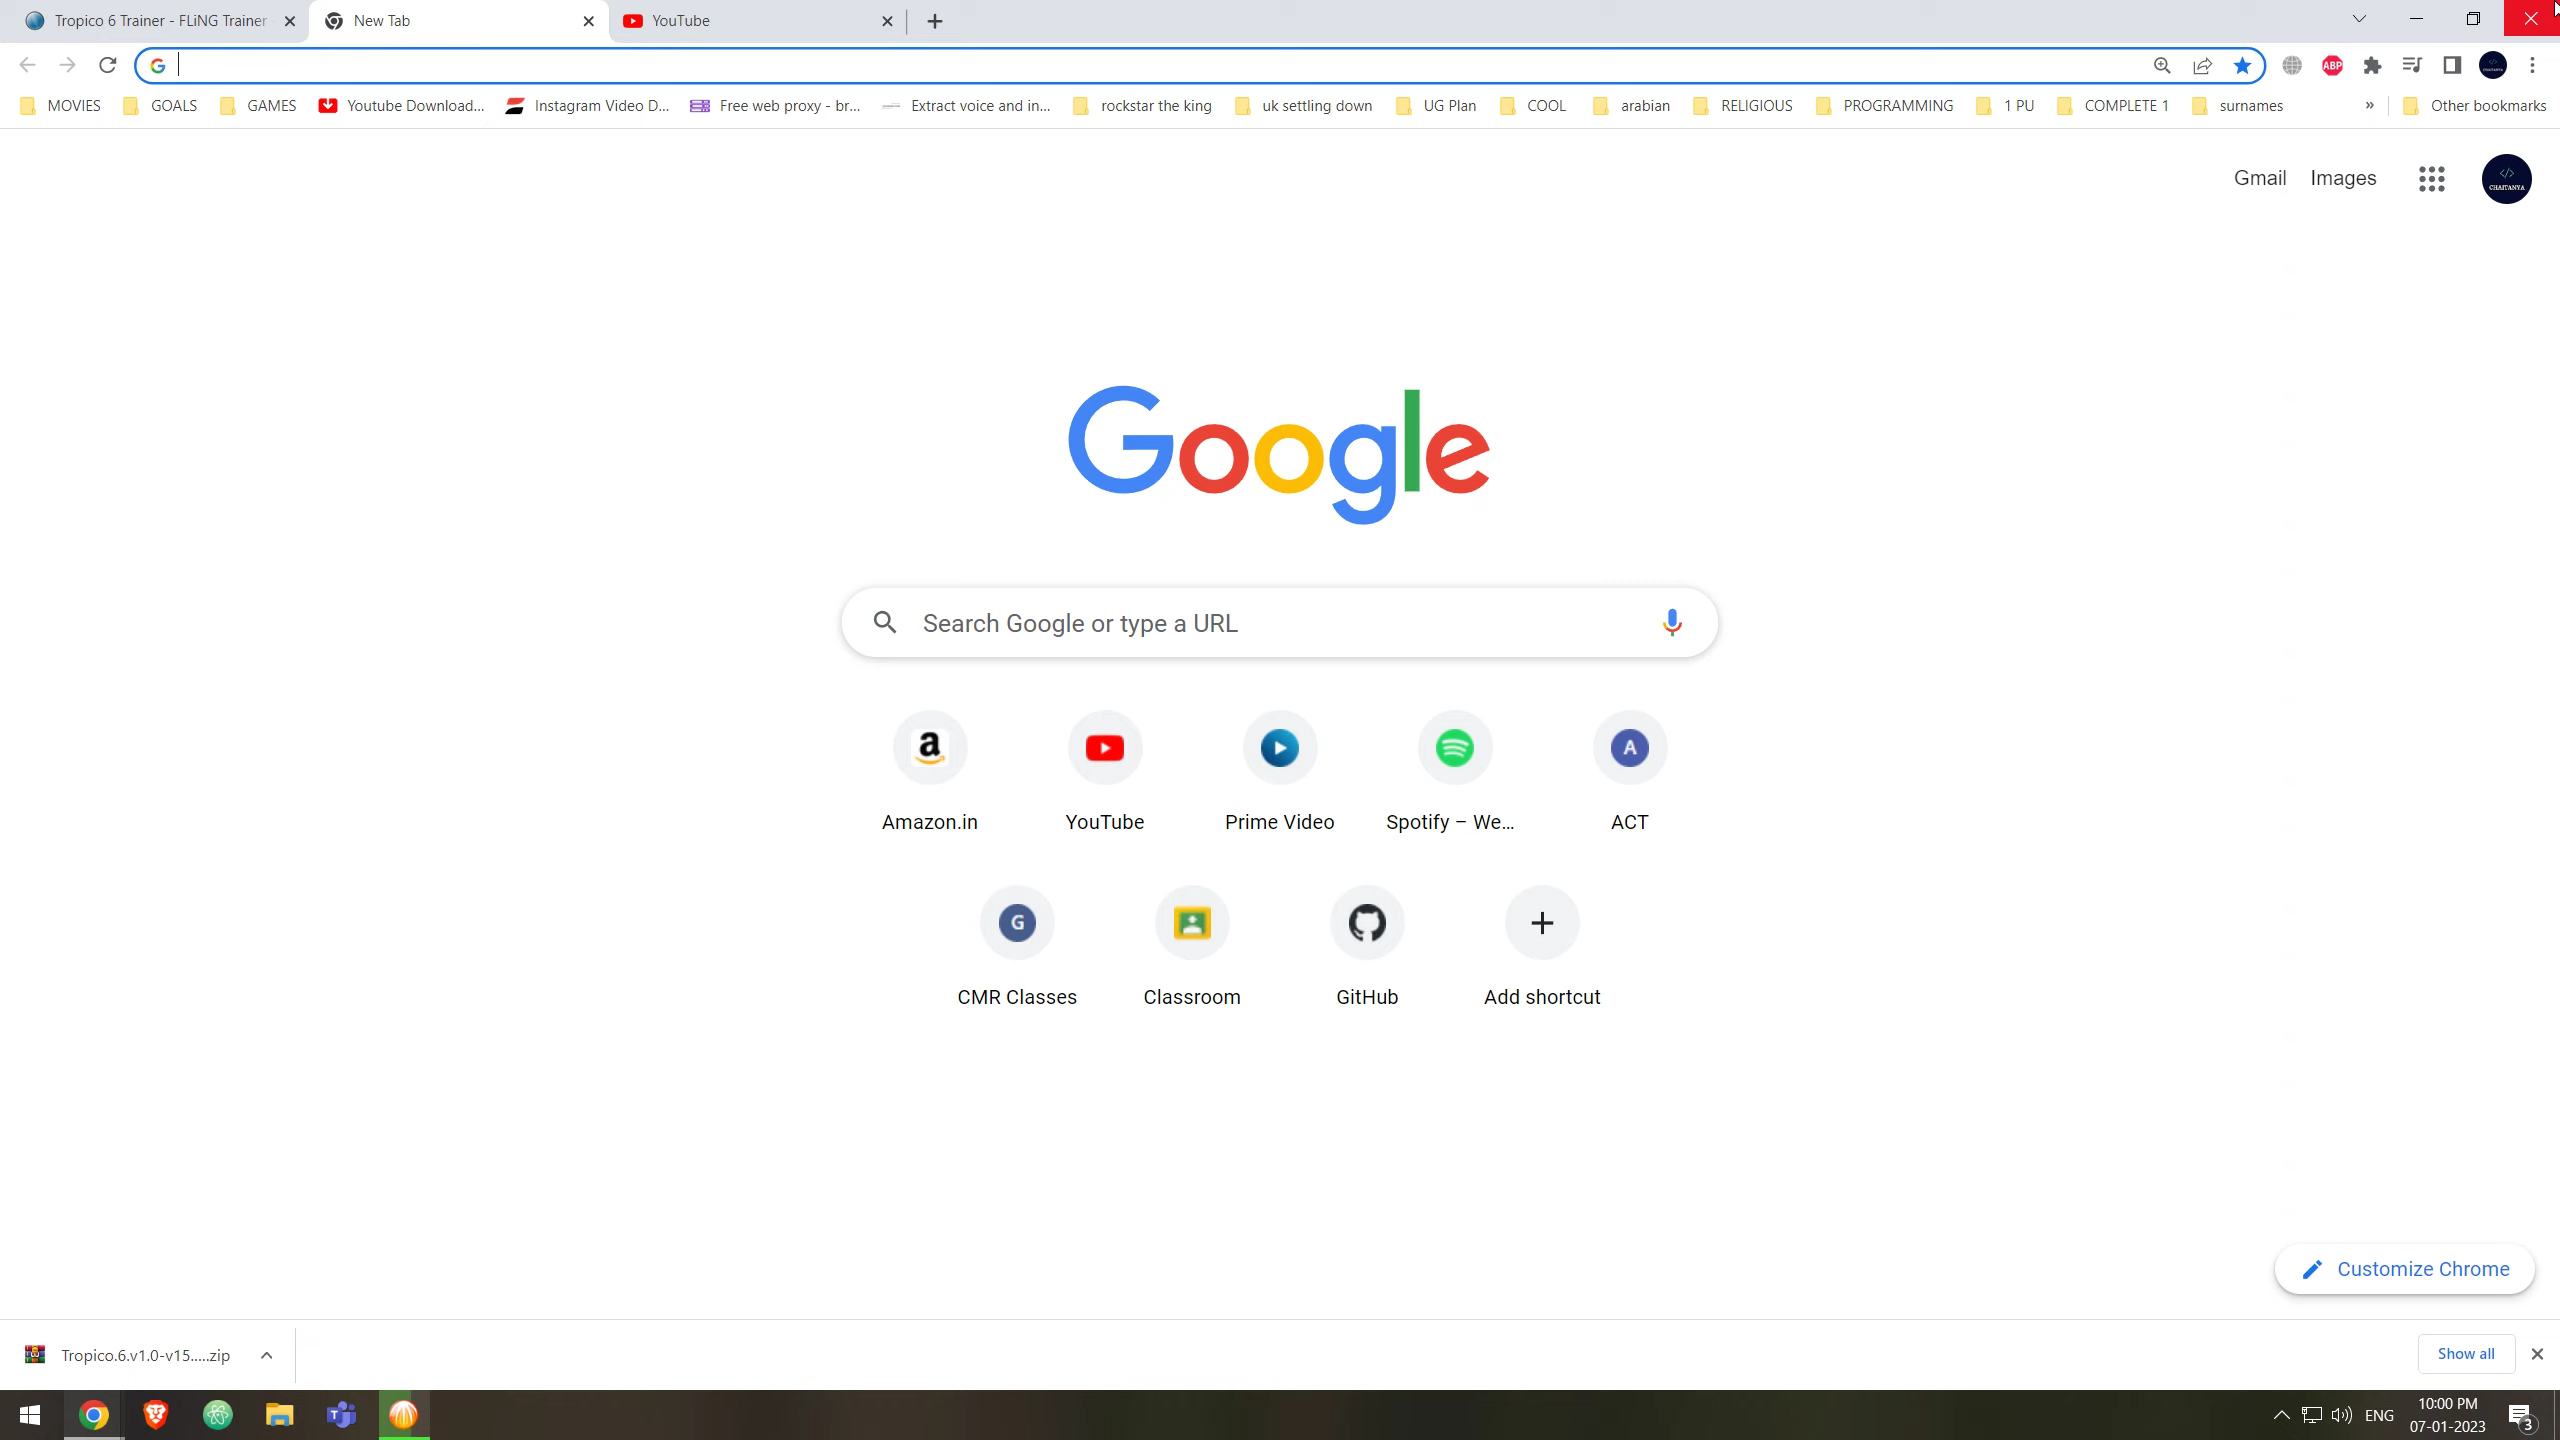 Tropico 6 Trainer - FLiNG Trainer
New Tab
YouTube
MOVIES
GOALS
GAMES
Youtube Download...
Instagram Video D...
Free web proxy - br...
Extract voice and in...
rockstar the king
uk settling down
UG Plan
COOL
arabian
RELIGIOUS
PROGRAMMING
1 PU
COMPLETE 1
surnames
»
Other bookmarks
ABP
Gmail
Images
</>
CHAITANYA
Google
Search Google or type a URL
Amazon.in
YouTube
Prime Video
Spotify – We...
A
ACT
G
CMR Classes
Classroom
GitHub
Add shortcut
Customize Chrome
Tropico.6.v1.0-v15.....zip
Show all
ENG
10:00 PM
07-01-2023
3